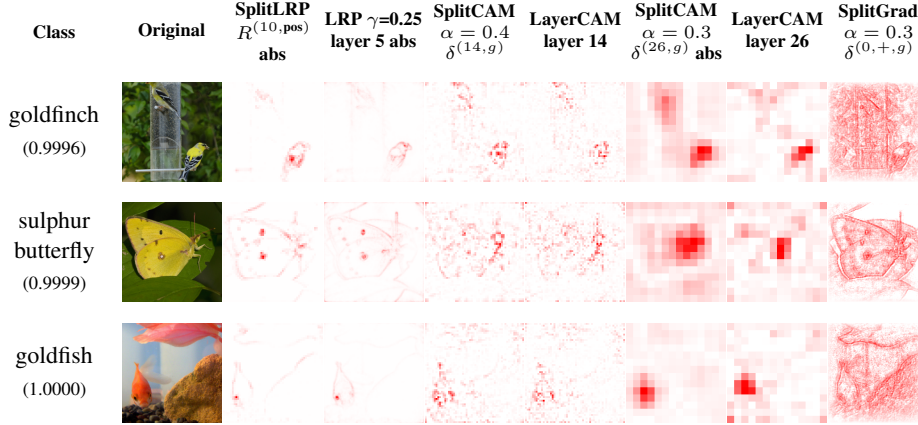 Class
Original
SplitLRP
R^(10,pos)
abs
LRP γ=0.25
layer 5 abs
SplitCAM
α = 0.4
δ^(14,g)
LayerCAM
layer 14
SplitCAM
α = 0.3
δ^(26,g) abs
LayerCAM
layer 26
SplitGrad
α = 0.3
δ^(0,+,g)
goldfinch
(0.9996)
sulphur
butterfly
(0.9999)
goldfish
(1.0000)